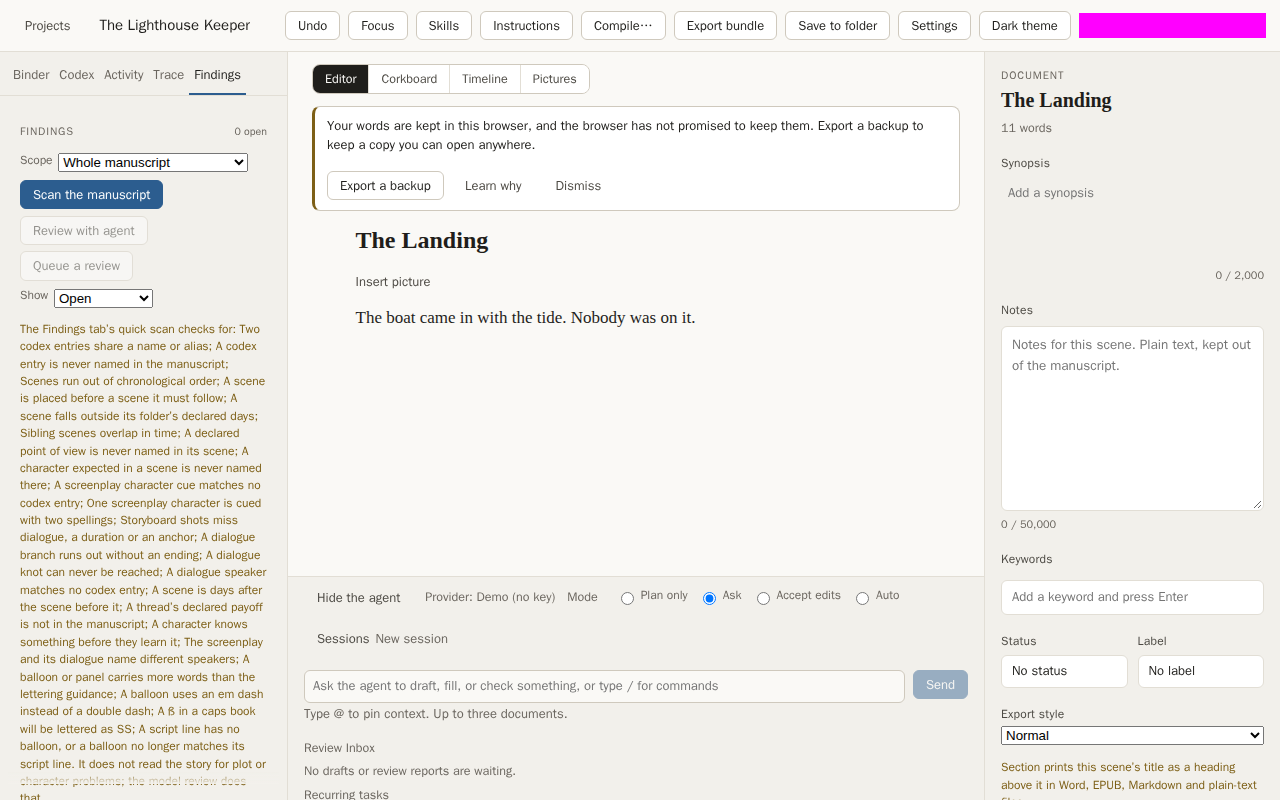 Projects
The Lighthouse Keeper
Undo
Focus
Skills
Instructions
Compile…
Export bundle
Save to folder
Settings
Dark theme
Binder
Codex
Activity
Trace
Findings
FINDINGS
0 open
Scope
Whole manuscript
Scan the manuscript
Review with agent
Queue a review
Show
Open
The Findings tab's quick scan checks for: Two
codex entries share a name or alias; A codex
entry is never named in the manuscript;
Scenes run out of chronological order; A scene
is placed before a scene it must follow; A
scene falls outside its folder's declared days;
Sibling scenes overlap in time; A declared
point of view is never named in its scene; A
character expected in a scene is never named
there; A screenplay character cue matches no
codex entry; One screenplay character is cued
with two spellings; Storyboard shots miss
dialogue, a duration or an anchor; A dialogue
branch runs out without an ending; A dialogue
knot can never be reached; A dialogue speaker
matches no codex entry; A scene is days after
the scene before it; A thread's declared payoff
is not in the manuscript; A character knows
something before they learn it; The screenplay
and its dialogue name different speakers; A
balloon or panel carries more words than the
lettering guidance; A balloon uses an em dash
instead of a double dash; A ß in a caps book
will be lettered as SS; A script line has no
balloon, or a balloon no longer matches its
script line. It does not read the story for plot or
character problems; the model review does
that.
Editor
Corkboard
Timeline
Pictures
Your words are kept in this browser, and the browser has not promised to keep them. Export a backup to
keep a copy you can open anywhere.
Export a backup
Learn why
Dismiss
The Landing
Insert picture
The boat came in with the tide. Nobody was on it.
Hide the agent
Provider: Demo (no key)
Mode
Plan only
Ask
Accept edits
Auto
Sessions
New session
Ask the agent to draft, fill, or check something, or type / for commands
Send
Type @ to pin context. Up to three documents.
Review Inbox
No drafts or review reports are waiting.
Recurring tasks
DOCUMENT
The Landing
11 words
Synopsis
Add a synopsis
0 / 2,000
Notes
Notes for this scene. Plain text, kept out
of the manuscript.
0 / 50,000
Keywords
Add a keyword and press Enter
Status
Label
No status
No label
Export style
Normal
Section prints this scene's title as a heading
above it in Word, EPUB, Markdown and plain-text